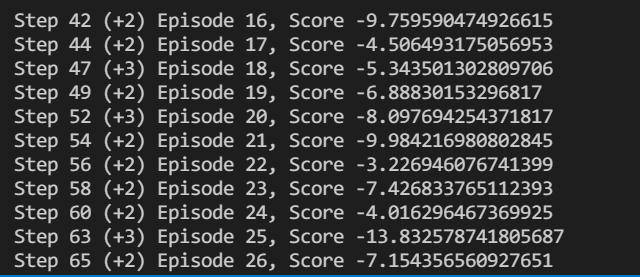 Step 42 (+2) Episode 16, Score -9.759590474926615
Step 44 (+2) Episode 17, Score -4.506493175056953
Step 47 (+3) Episode 18, Score -5.343501302809706
Step 49 (+2) Episode 19, Score -6.88830153296817
Step 52 (+3) Episode 20, Score -8.097694254371817
Step 54 (+2) Episode 21, Score -9.984216980802845
Step 56 (+2) Episode 22, Score -3.226946076741399
Step 58 (+2) Episode 23, Score -7.426833765112393
Step 60 (+2) Episode 24, Score -4.016296467369925
Step 63 (+3) Episode 25, Score -13.832578741805687
Step 65 (+2) Episode 26, Score -7.154356560927651